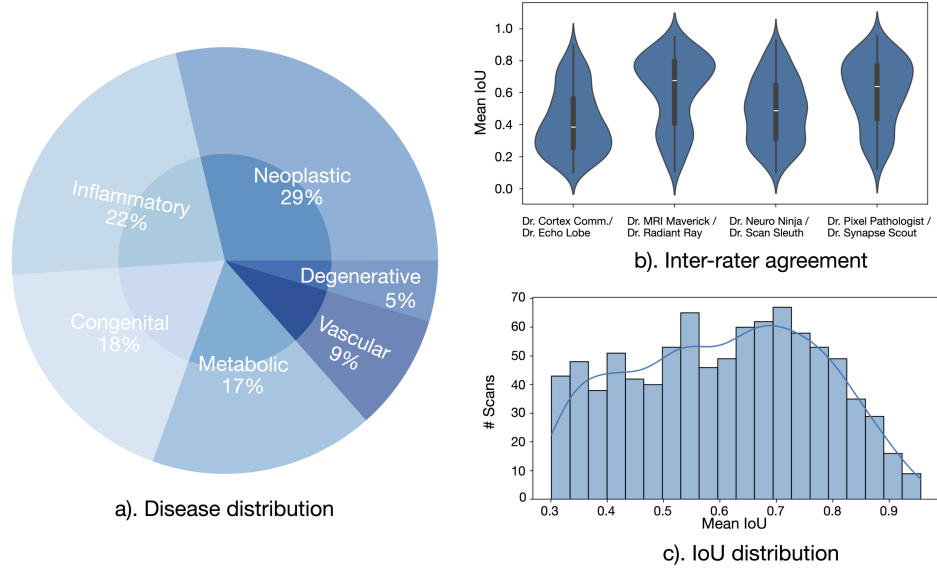 Neoplastic
29%
Inflammatory
22%
Degenerative
5%
Vascular
9%
Congenital
18%
Metabolic
17%
a). Disease distribution
1.0
0.8
0.6
0.4
0.2
0.0
Mean IoU
Dr. Cortex Comm./
Dr. Echo Lobe
Dr. MRI Maverick /
Dr. Radiant Ray
Dr. Neuro Ninja /
Dr. Scan Sleuth
Dr. Pixel Pathologist /
Dr. Synapse Scout
b). Inter-rater agreement
70
60
50
40
30
20
10
0
# Scans
0.3 0.4 0.5 0.6 0.7 0.8 0.9
Mean IoU
c). IoU distribution